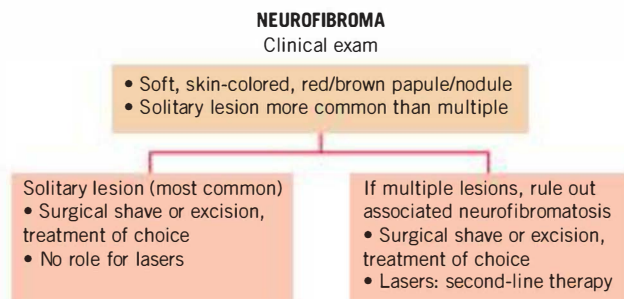 NEUROFIBROMA
Clinical exam
• Soft, skin-colored, red/brown papule/nodule
• Solitary lesion more common than multiple
Solitary lesion (most common)
• Surgical shave or excision,
treatment of choice
• No role for lasers
If multiple lesions, rule out
associated neurofibromatosis
• Surgical shave or excision,
treatment of choice
• Lasers: second-line therapy